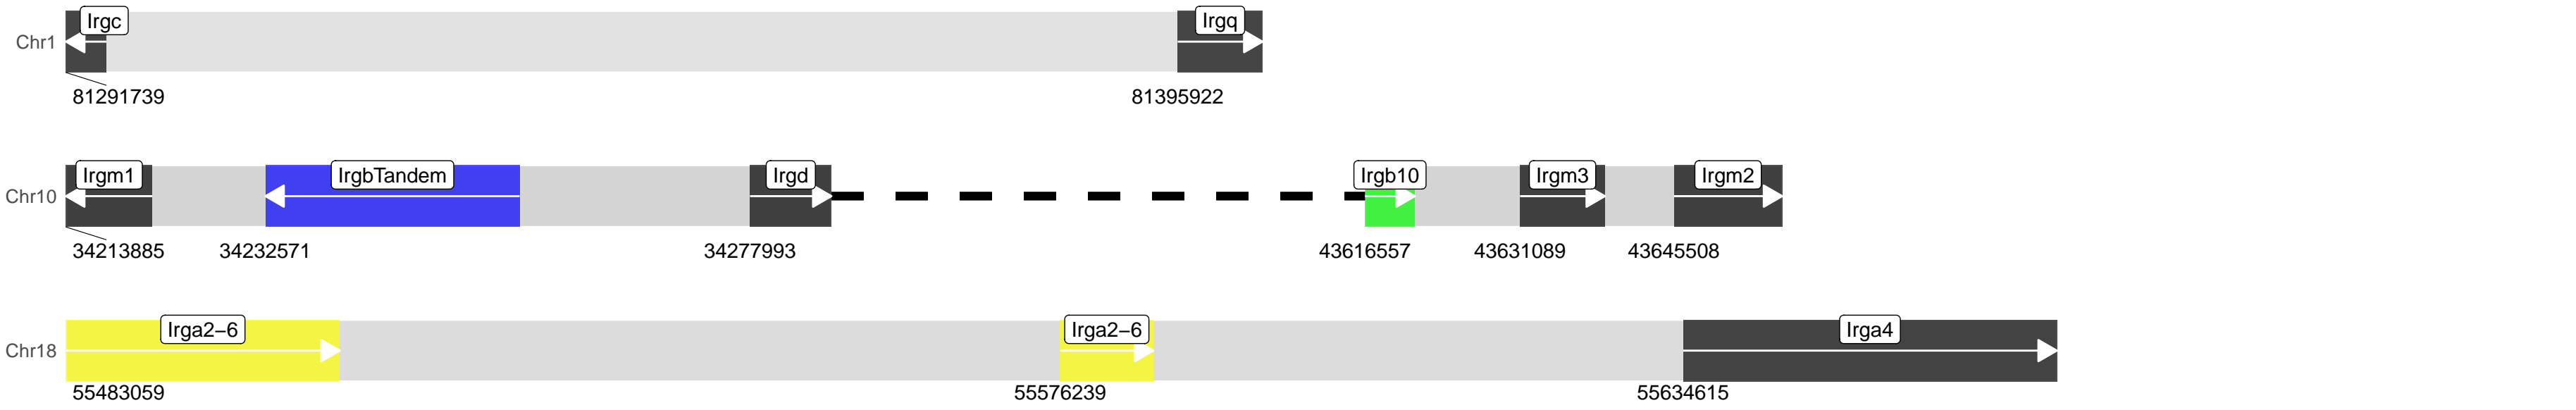 Irgc Irgq
Chr1
81291739 81395922
Irgm1 IrgbTandem Irgd Irgb10 Irgm3 Irgm2
Chr10
34213885 34232571 34277993 43616557 43631089 43645508
Irga2−6 Irga2−6 Irga4
Chr18
55483059 55576239 55634615